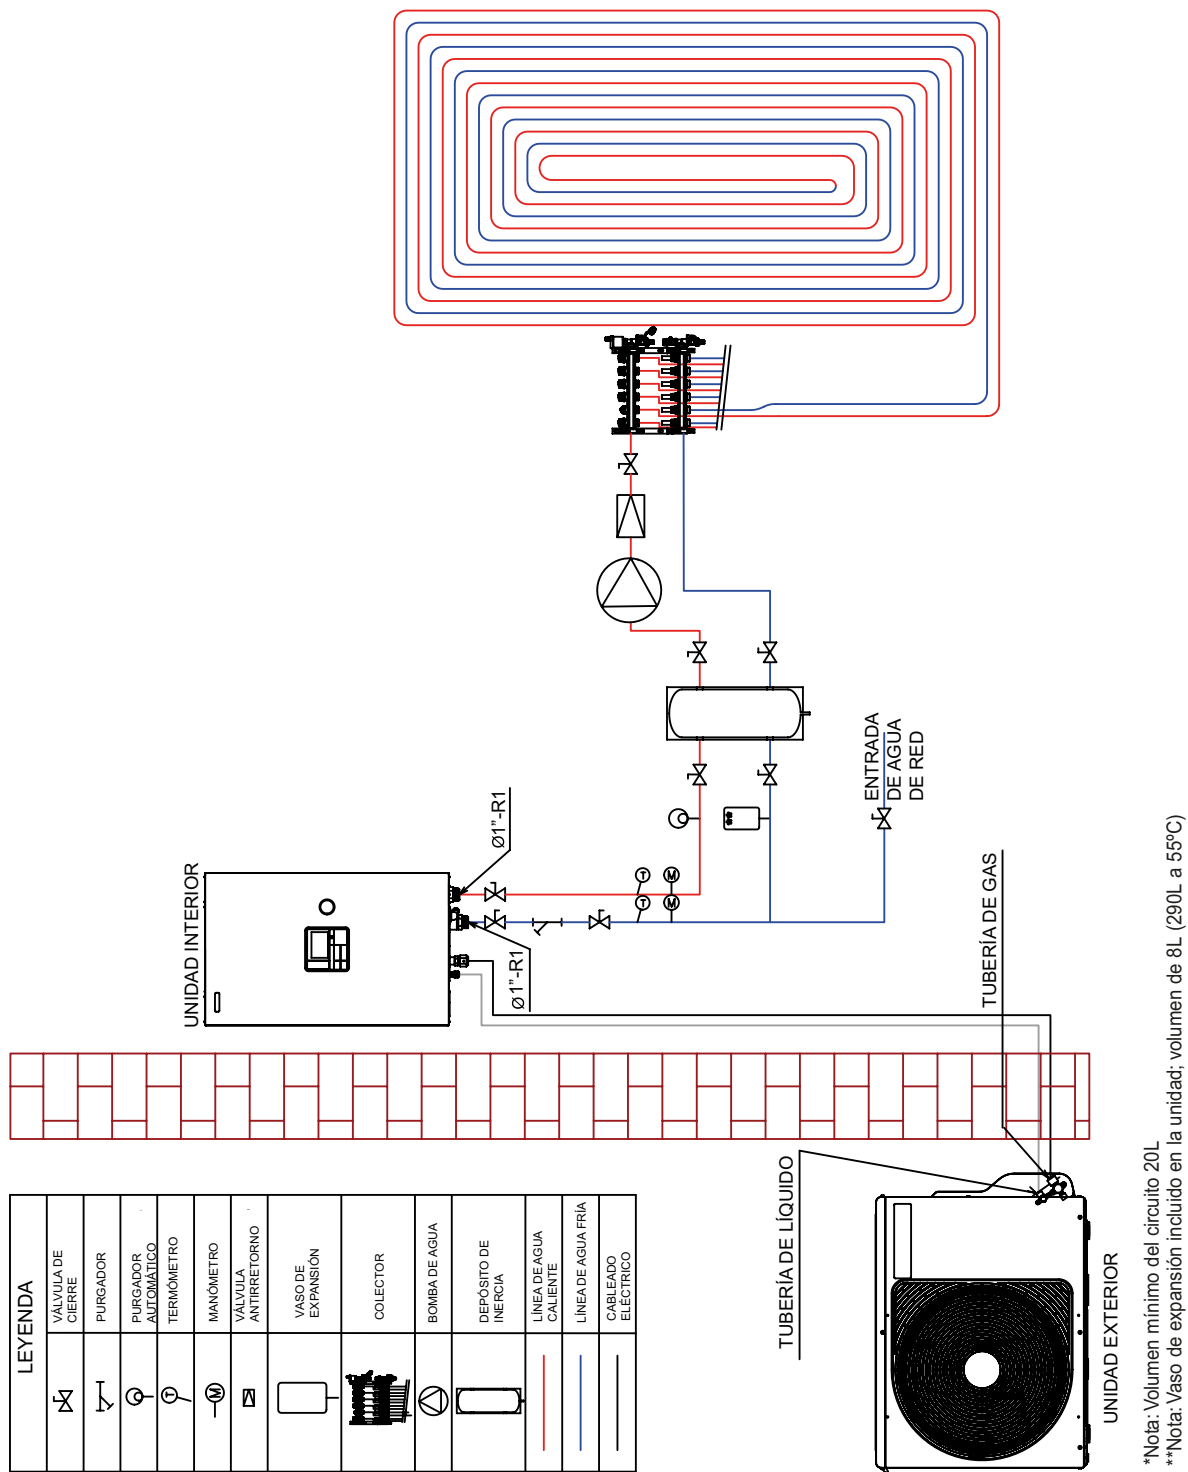 LEYENDA
VÁLVULA DE
CIERRE
PURGADOR
PURGADOR
AUTOMÁTICO
TERMÓMETRO
MANÓMETRO
VÁLVULA
ANTIRRETORNO
VASO DE
EXPANSIÓN
COLECTOR
BOMBA DE AGUA
DEPÓSITO DE
INERCIA
LÍNEA DE AGUA
CALIENTE
LÍNEA DE AGUA FRÍA
CABLEADO
ELÉCTRICO
T
M
UNIDAD INTERIOR
Ø1"-R1
Ø1"-R1
T
T
M
M
ENTRADA
DE AGUA
DE RED
TUBERÍA DE GAS
TUBERÍA DE LÍQUIDO
UNIDAD EXTERIOR
*Nota: Volumen mínimo del circuito 20L
**Nota: Vaso de expansión incluido en la unidad; volumen de 8L (290L a 55ºC)